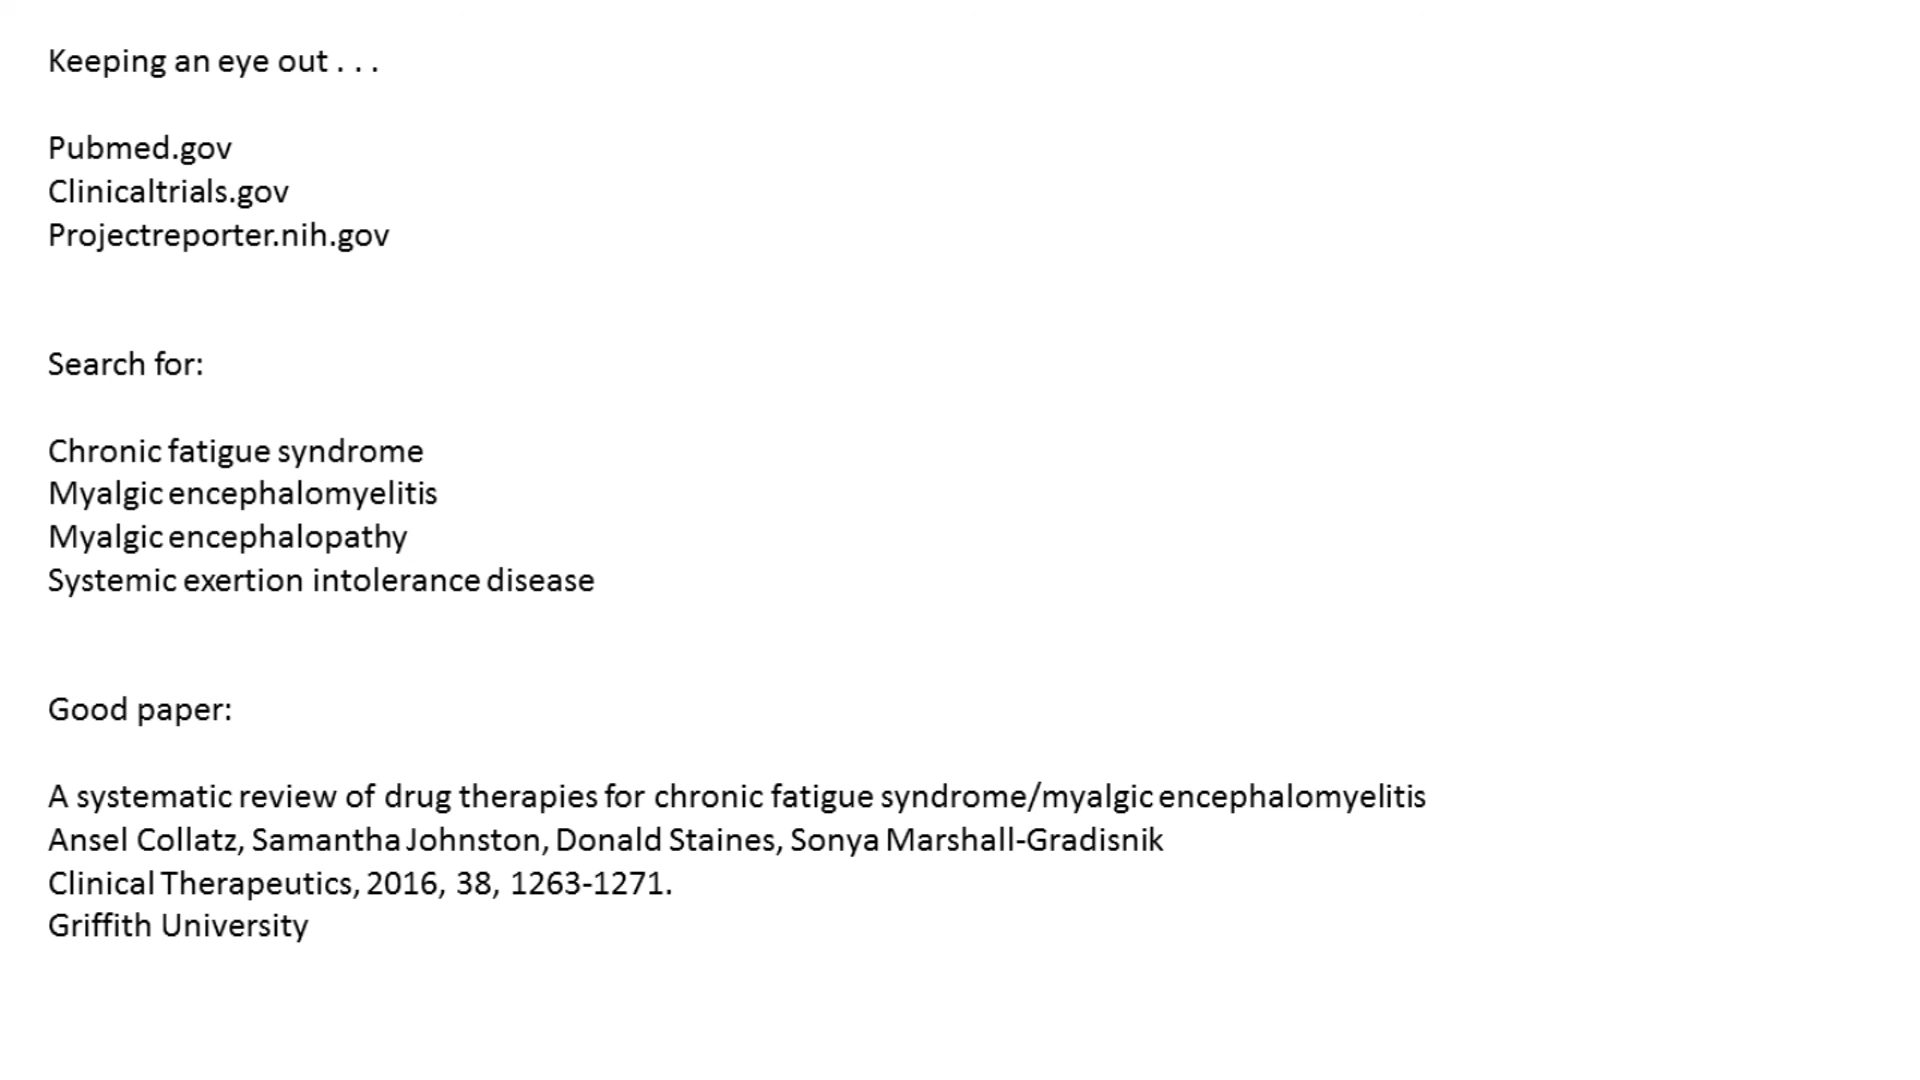 Keeping an eye out . . .
Pubmed.gov
Clinicaltrials.gov
Projectreporter.nih.gov
Search for:
Chronic fatigue syndrome
Myalgic encephalomyelitis
Myalgic encephalopathy
Systemic exertion intolerance disease
Good paper:
A systematic review of drug therapies for chronic fatigue syndrome/myalgic encephalomyelitis
Ansel Collatz, Samantha Johnston, Donald Staines, Sonya Marshall-Gradisnik
Clinical Therapeutics, 2016, 38, 1263-1271.
Griffith University